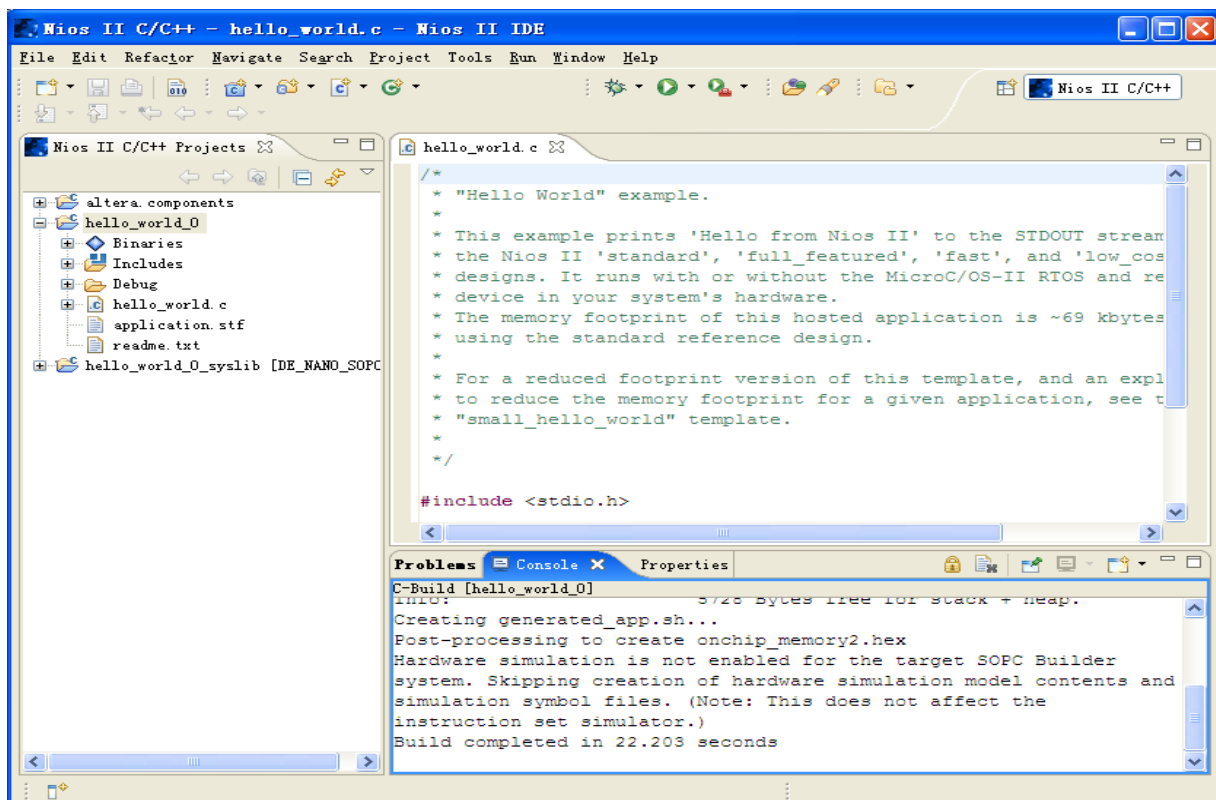 Nios II C/C++ - hello_world.c - Nios II IDE
File Edit Refactor Navigate Search Project Tools Run Window Help
Nios II C/C++
Nios II C/C++ Projects
hello_world.c
altera.components
hello_world_0
Binaries
Includes
Debug
hello_world.c
application.stf
readme.txt
hello_world_0_syslib [DE_NANO_SOPC
/*
* "Hello World" example.
*
* This example prints 'Hello from Nios II' to the STDOUT stream
* the Nios II 'standard', 'full_featured', 'fast', and 'low_cos
* designs. It runs with or without the MicroC/OS-II RTOS and re
* device in your system's hardware.
* The memory footprint of this hosted application is ~69 kbytes
* using the standard reference design.
*
* For a reduced footprint version of this template, and an expl
* to reduce the memory footprint for a given application, see t
* "small_hello_world" template.
*
*/
#include <stdio.h>
Problems Console Properties
C-Build [hello_world_0]
Info: 5728 Bytes free for stack + heap.
Creating generated_app.sh...
Post-processing to create onchip_memory2.hex
Hardware simulation is not enabled for the target SOPC Builder
system. Skipping creation of hardware simulation model contents and
simulation symbol files. (Note: This does not affect the
instruction set simulator.)
Build completed in 22.203 seconds